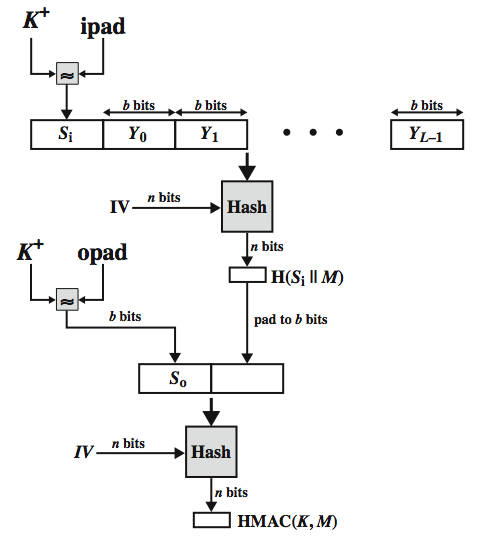 K⁺ ipad
≈
b bits b bits b bits
Sᵢ Y₀ Y₁ • • • Y_L–1
IV n bits Hash
n bits
H(Sᵢ || M)
K⁺ opad
≈
b bits pad to b bits
Sₒ
IV n bits Hash
n bits
HMAC(K, M)